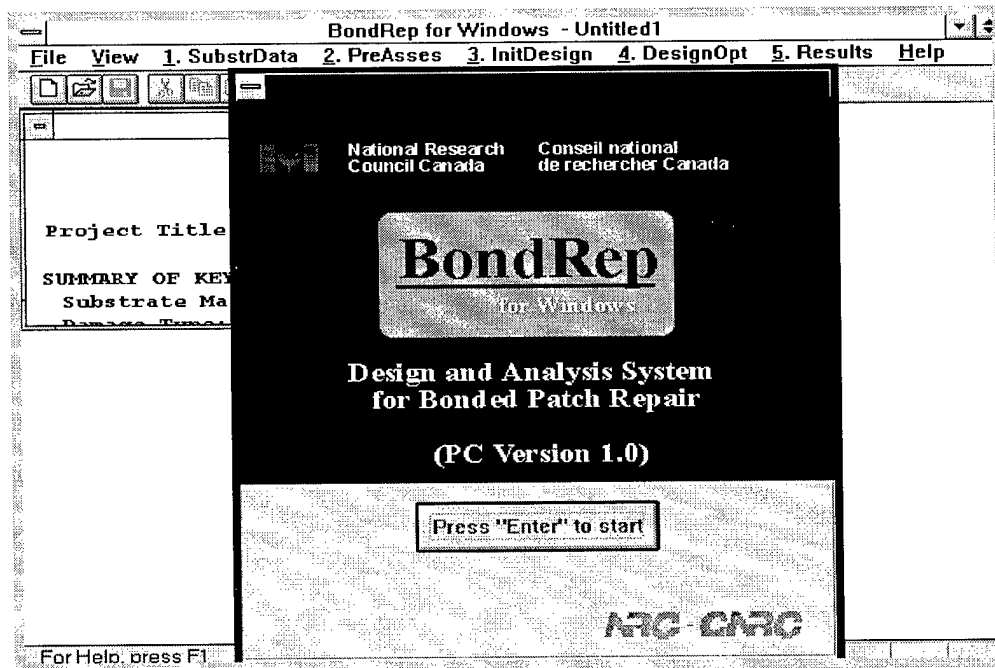 BondRep for Windows - Untitled1
File View 1. SubstrData 2. PreAsses 3. InitDesign 4. DesignOpt 5. Results Help
National Research Council Canada
Conseil national de rechercher Canada
Project Title
SUMMARY OF KEY
Substrate Ma
Damage Type:
BondRep
for Windows
Design and Analysis System
for Bonded Patch Repair
(PC Version 1.0)
Press "Enter" to start
NRC-CNRC
For Help, press F1